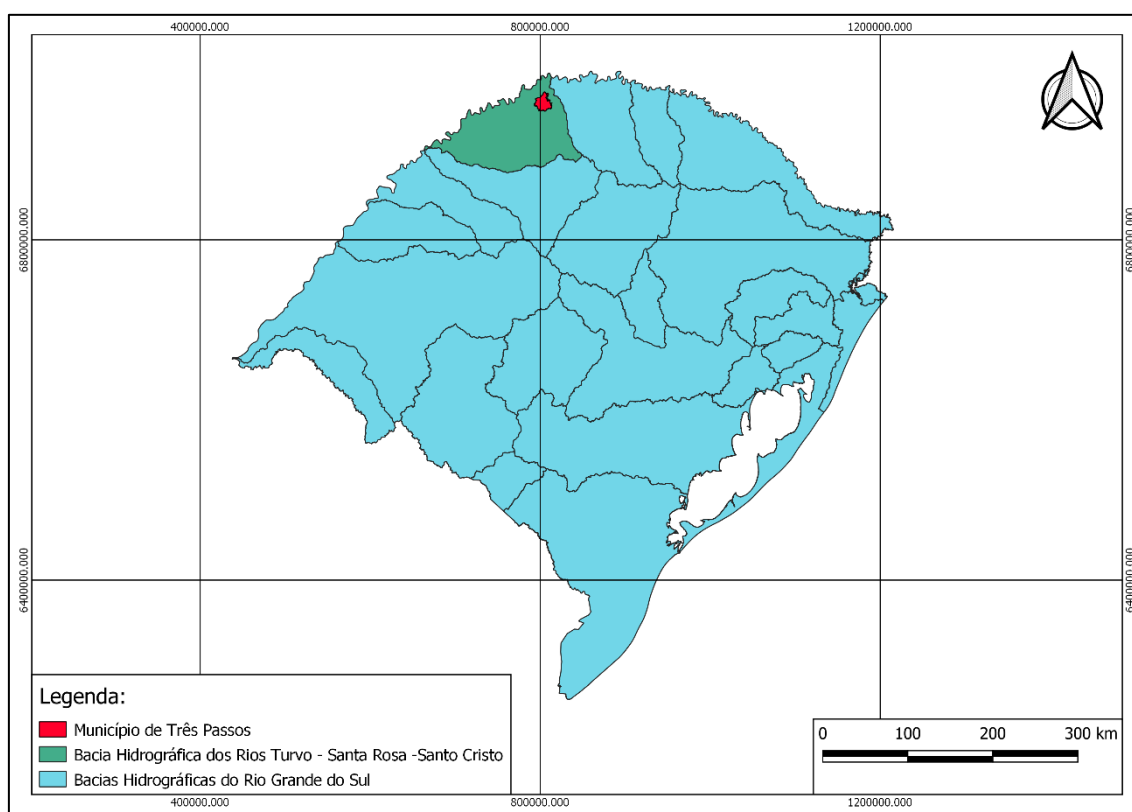 400000.000 800000.000 1200000.000
6800000.000 6800000.000
6400000.000 6400000.000
Legenda:
Município de Três Passos
Bacia Hidrográfica dos Rios Turvo - Santa Rosa -Santo Cristo
Bacias Hidrográficas do Rio Grande do Sul
0 100 200 300 km
400000.000 800000.000 1200000.000